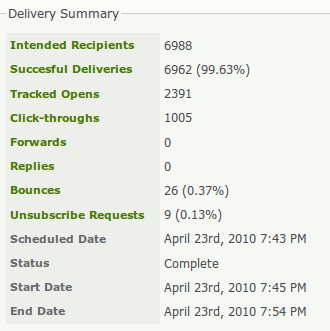 Delivery Summary
Intended Recipients 6988
Succesful Deliveries 6962 (99.63%)
Tracked Opens 2391
Click-throughs 1005
Forwards 0
Replies 0
Bounces 26 (0.37%)
Unsubscribe Requests 9 (0.13%)
Scheduled Date April 23rd, 2010 7:43 PM
Status Complete
Start Date April 23rd, 2010 7:45 PM
End Date April 23rd, 2010 7:54 PM